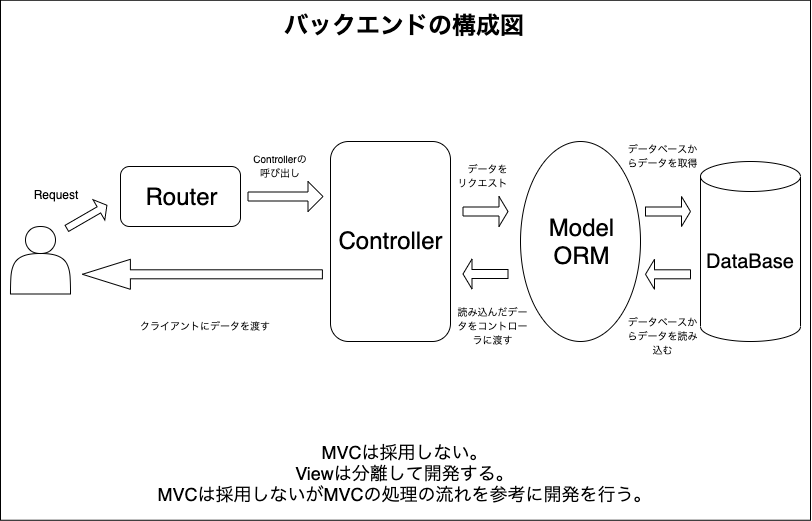 バックエンドの構成図
Request
Router
Controllerの
呼び出し
Controller
データを
リクエスト
Model
ORM
データベースか
らデータを取得
DataBase
クライアントにデータを渡す
読み込んだデー
タをコントロー
ラに渡す
データベースか
らデータを読み
込む
MVCは採用しない。
Viewは分離して開発する。
MVCは採用しないがMVCの処理の流れを参考に開発を行う。